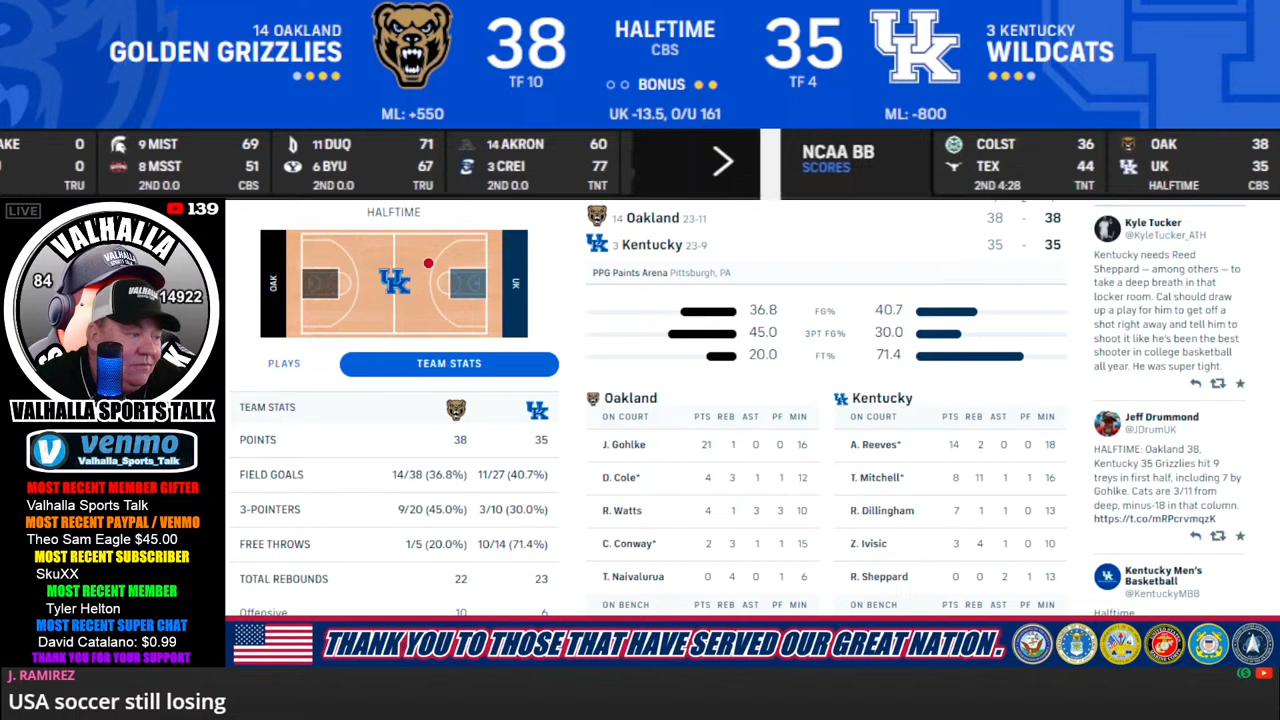 14 OAKLAND
GOLDEN GRIZZLIES
ML: +550
38
TF 10
HALFTIME
CBS
BONUS
UK -13.5, O/U 161
35
TF 4
3 KENTUCKY
WILDCATS
ML: -800
AKE 0
0
TRU
9 MIST 69
8 MSST 51
2ND 0.0 CBS
11 DUQ 71
6 BYU 67
2ND 0.0 TRU
14 AKRON 60
3 CREI 77
2ND 0.0 TNT
NCAA BB
SCORES
COLST 36
TEX 44
2ND 4:28 TNT
OAK 38
UK 35
HALFTIME CBS
LIVE
139
VALHALLA
84
14922
VALHALLA SPORTS TALK
venmo
Valhalla_Sports_Talk
MOST RECENT MEMBER GIFTER
Valhalla Sports Talk
MOST RECENT PAYPAL / VENMO
Theo Sam Eagle $45.00
MOST RECENT SUBSCRIBER
SkuXX
MOST RECENT MEMBER
Tyler Helton
MOST RECENT SUPER CHAT
David Catalano: $0.99
THANK YOU FOR YOUR SUPPORT
HALFTIME
OAK
UK
UK
PLAYS
TEAM STATS
TEAM STATS
POINTS 38 35
FIELD GOALS 14/38 (36.8%) 11/27 (40.7%)
3-POINTERS 9/20 (45.0%) 3/10 (30.0%)
FREE THROWS 1/5 (20.0%) 10/14 (71.4%)
TOTAL REBOUNDS 22 23
Offensive 10 6
14 Oakland 23-11 38 - 38
3 Kentucky 23-9 35 - 35
PPG Paints Arena Pittsburgh, PA
36.8 FG% 40.7
45.0 3PT FG% 30.0
20.0 FT% 71.4
Oakland
ON COURT PTS REB AST PF MIN
J. Gohlke 21 1 0 0 16
D. Cole* 4 3 1 1 12
R. Watts 4 1 3 3 10
C. Conway* 2 3 1 1 15
T. Naivalurua 0 4 0 1 6
ON BENCH PTS REB AST PF MIN
Kentucky
ON COURT PTS REB AST PF MIN
A. Reeves* 14 2 0 0 18
T. Mitchell* 8 11 1 1 16
R. Dillingham 7 1 1 0 13
Z. Ivisic 3 4 1 0 10
R. Sheppard 0 0 2 1 13
ON BENCH PTS REB AST PF MIN
Kyle Tucker
@KyleTucker_ATH
Kentucky needs Reed
Sheppard — among others — to
take a deep breath in that
locker room. Cal should draw
up a play for him to get off a
shot right away and tell him to
shoot it like he's been the best
shooter in college basketball
all year. He was super tight.
Jeff Drummond
@JDrumUK
HALFTIME: Oakland 38,
Kentucky 35 Grizzlies hit 9
treys in first half, including 7 by
Gohlke. Cats are 3/11 from
deep, minus-18 in that column.
https://t.co/mRPcrvmqzK
Kentucky Men's
Basketball
@KentuckyMBB
Halftime
THANK YOU TO THOSE THAT HAVE SERVED OUR GREAT NATION.
J. RAMIREZ
USA soccer still losing